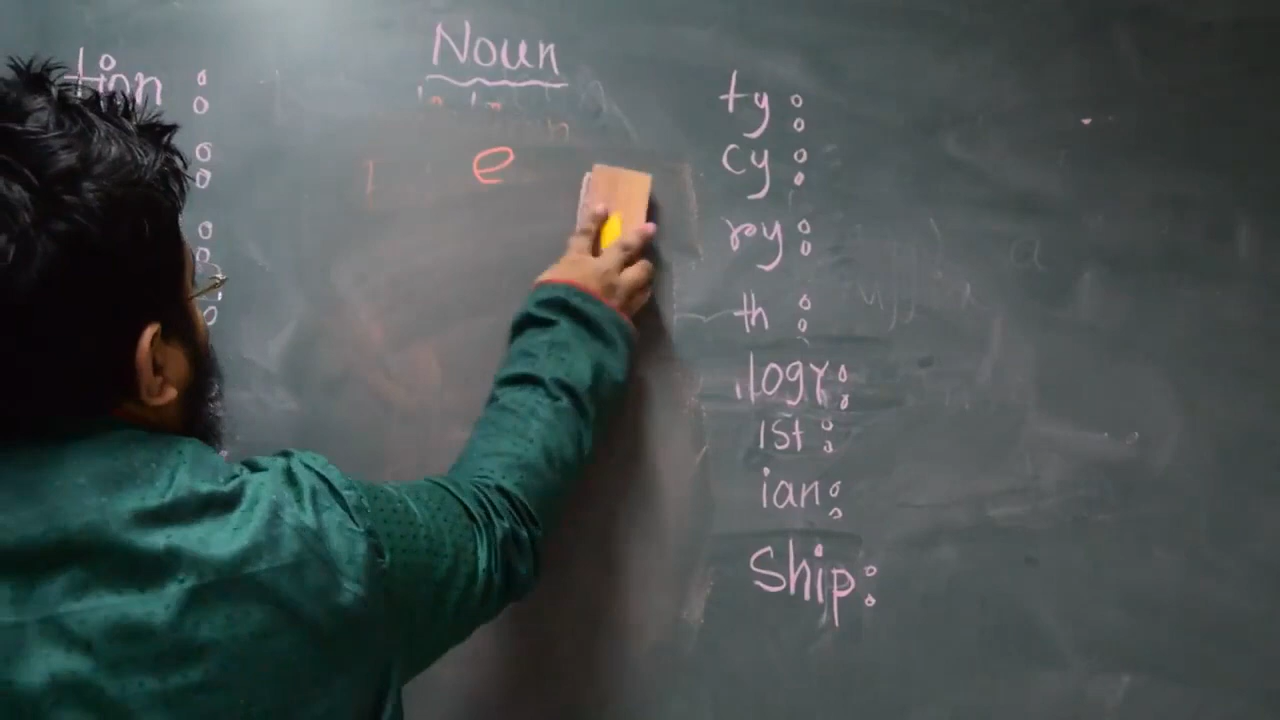 Noun
tion :
e
ty :
cy :
ry :
th :
logy:
ist :
ian:
Ship: